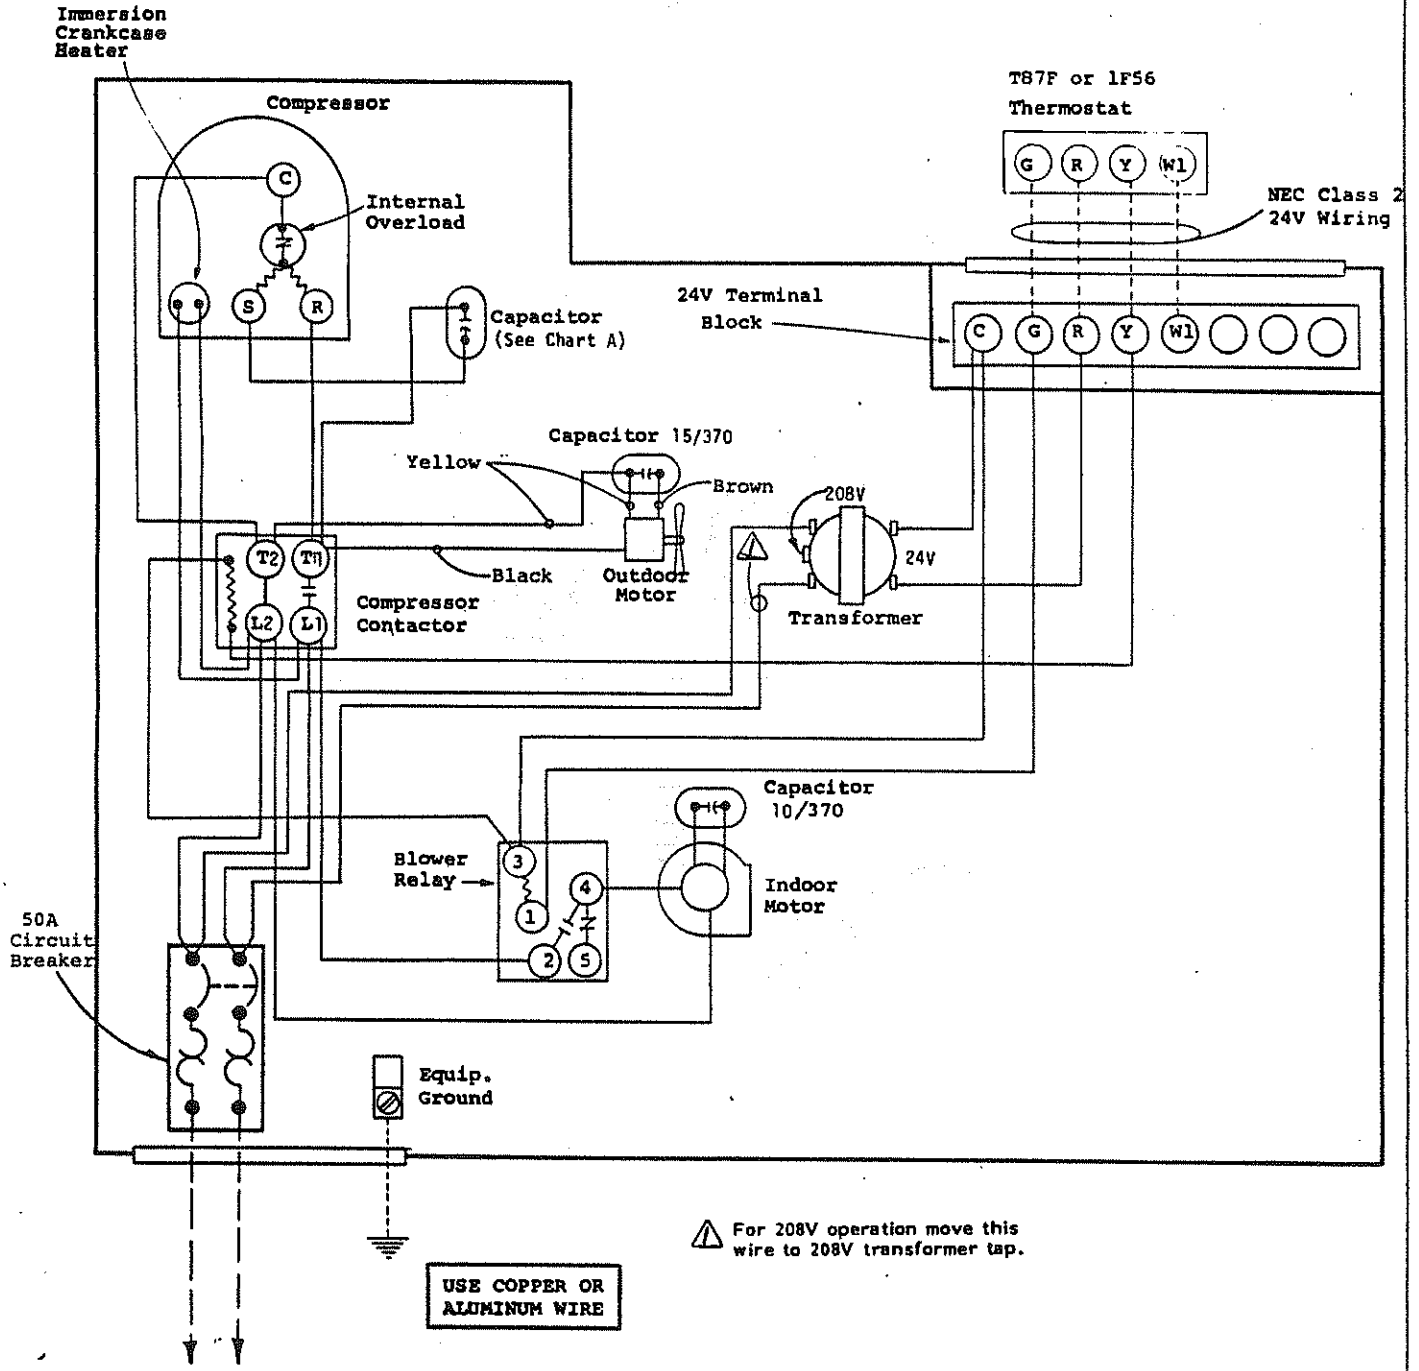 Immersion
Crankcase
Heater
Compressor
C
Internal
Overload
S
R
Capacitor
(See Chart A)
T87F or 1F56
Thermostat
G R Y W1
NEC Class 2
24V Wiring
24V Terminal
Block
C G R Y W1
Capacitor 15/370
Yellow
Brown
Black
Outdoor
Motor
208V
24V
Transformer
T2 T1
L2 L1
Compressor
Contactor
Capacitor
10/370
Blower
Relay
3
4
1
2 5
Indoor
Motor
50A
Circuit
Breaker
Equip.
Ground
For 208V operation move this
wire to 208V transformer tap.
USE COPPER OR
ALUMINUM WIRE